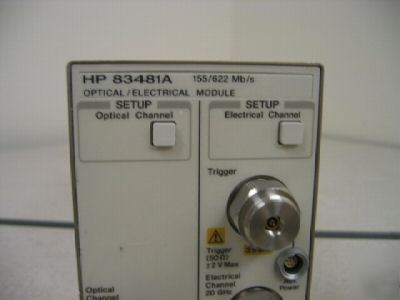 HP 83481A 155/622 Mb/s
OPTICAL/ELECTRICAL MODULE
SETUP
Optical Channel
SETUP
Electrical Channel
Trigger
Trigger
(50 Ω)
±2 V Max
Power
Electrical
Channel
20 GHz
Optical
Channel